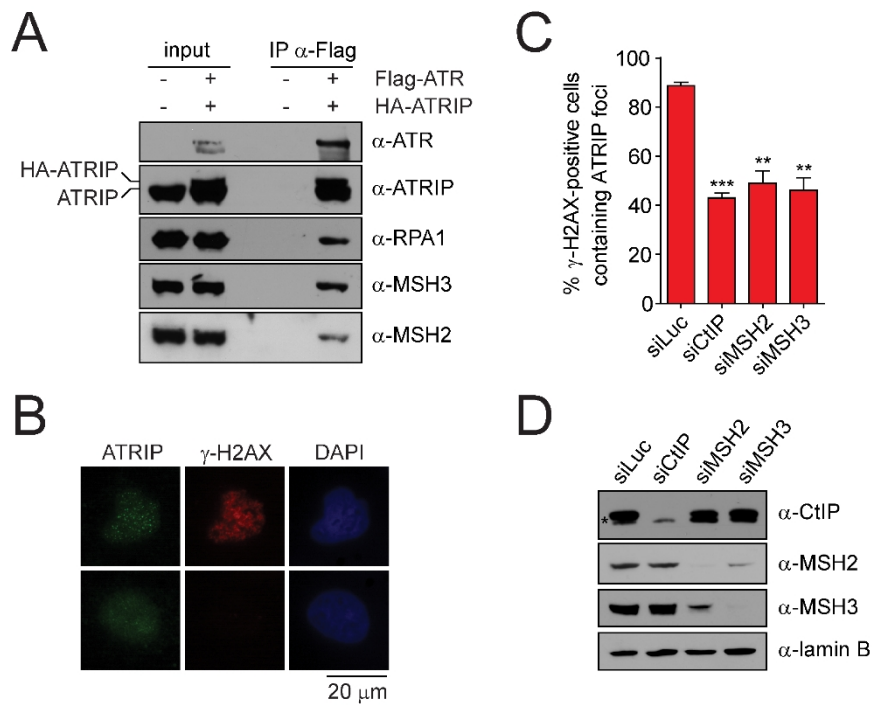 A
input IP α-Flag
- + - + Flag-ATR
- + - + HA-ATRIP
α-ATR
HA-ATRIP
ATRIP
α-ATRIP
α-RPA1
α-MSH3
α-MSH2
B
ATRIP γ-H2AX DAPI
20 μm
C
% γ-H2AX-positive cells
containing ATRIP foci
100
80
60
40
20
0
*** ** **
siLuc siCtIP siMSH2 siMSH3
D
siLuc siCtIP siMSH2 siMSH3
* α-CtIP
α-MSH2
α-MSH3
α-lamin B